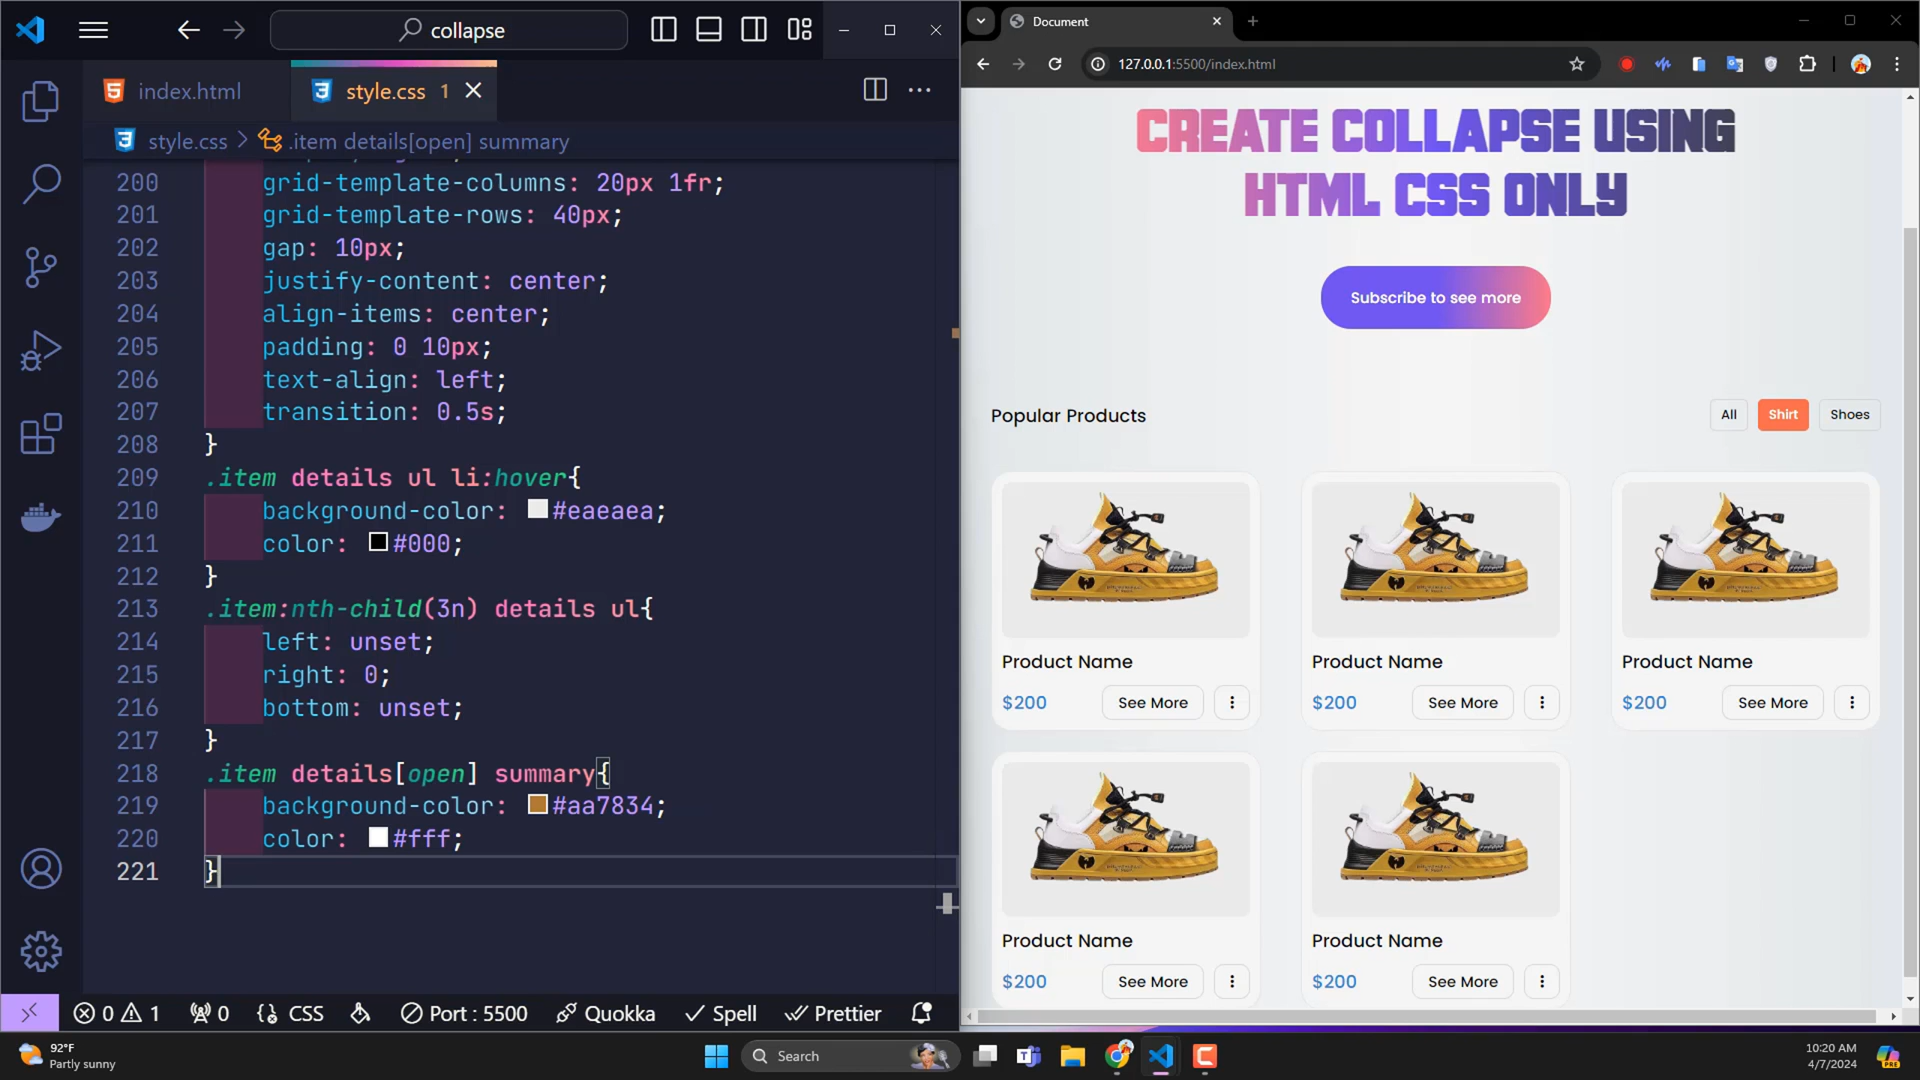 collapse
index.html
style.css 1
style.css > .item details[open] summary
200 grid-template-columns: 20px 1fr;
201 grid-template-rows: 40px;
202 gap: 10px;
203 justify-content: center;
204 align-items: center;
205 padding: 0 10px;
206 text-align: left;
207 transition: 0.5s;
208 }
209 .item details ul li:hover{
210 background-color: #eaeaea;
211 color: #000;
212 }
213 .item:nth-child(3n) details ul{
214 left: unset;
215 right: 0;
216 bottom: unset;
217 }
218 .item details[open] summary{
219 background-color: #aa7834;
220 color: #fff;
221 }
0 1 0 CSS Port : 5500 Quokka Spell Prettier
Document
127.0.0.1:5500/index.html
CREATE COLLAPSE USING
HTML CSS ONLY
Subscribe to see more
Popular Products
All Shirt Shoes
Product Name
$200 See More
Product Name
$200 See More
Product Name
$200 See More
Product Name
$200 See More
Product Name
$200 See More
92°F
Partly sunny
Search
10:20 AM
4/7/2024
PRE